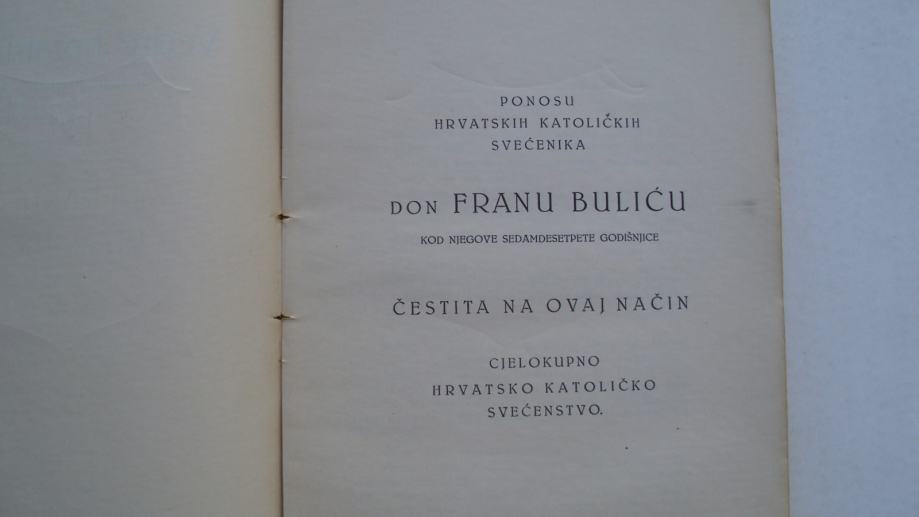 PONOSU
HRVATSKIH KATOLIČKIH
SVEĆENIKA
DON FRANU BULIĆU
KOD NJEGOVE SEDAMDESETPETE GODIŠNJICE
ČESTITA NA OVAJ NAČIN
CJELOKUPNO
HRVATSKO KATOLIČKO
SVEĆENSTVO.